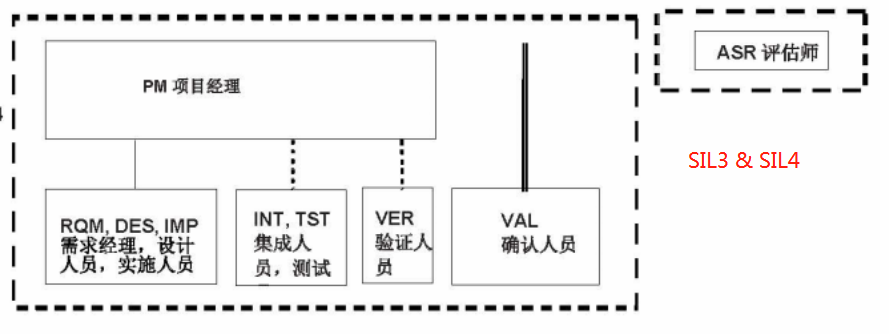 ASR 评估师
PM 项目经理
SIL3 & SIL4
RQM, DES, IMP
需求经理，设计
人员，实施人员
INT, TST
集成人
员，测试
VER
验证人
员
VAL
确认人员